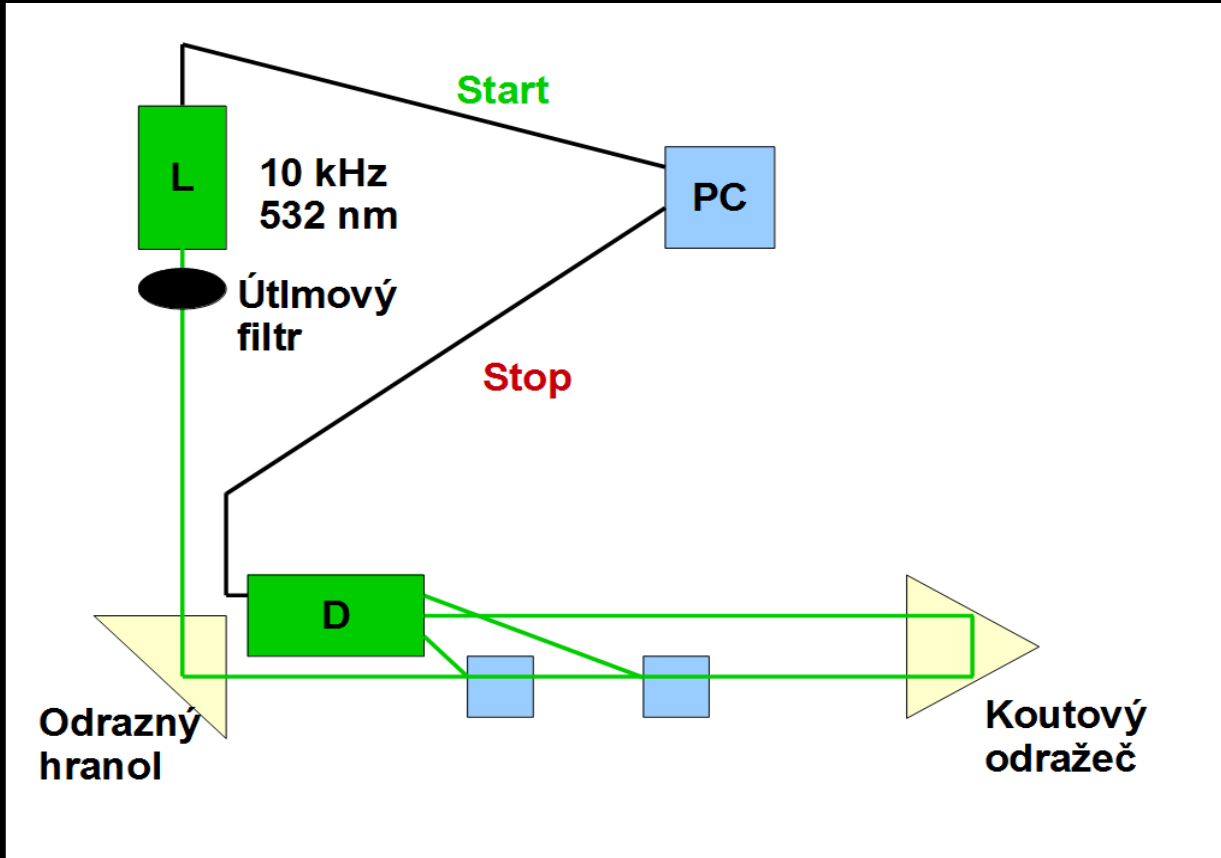 Start
L
10 kHz
532 nm
PC
Útlmový
filtr
Stop
D
Odrazný
hranol
Koutový
odražeč